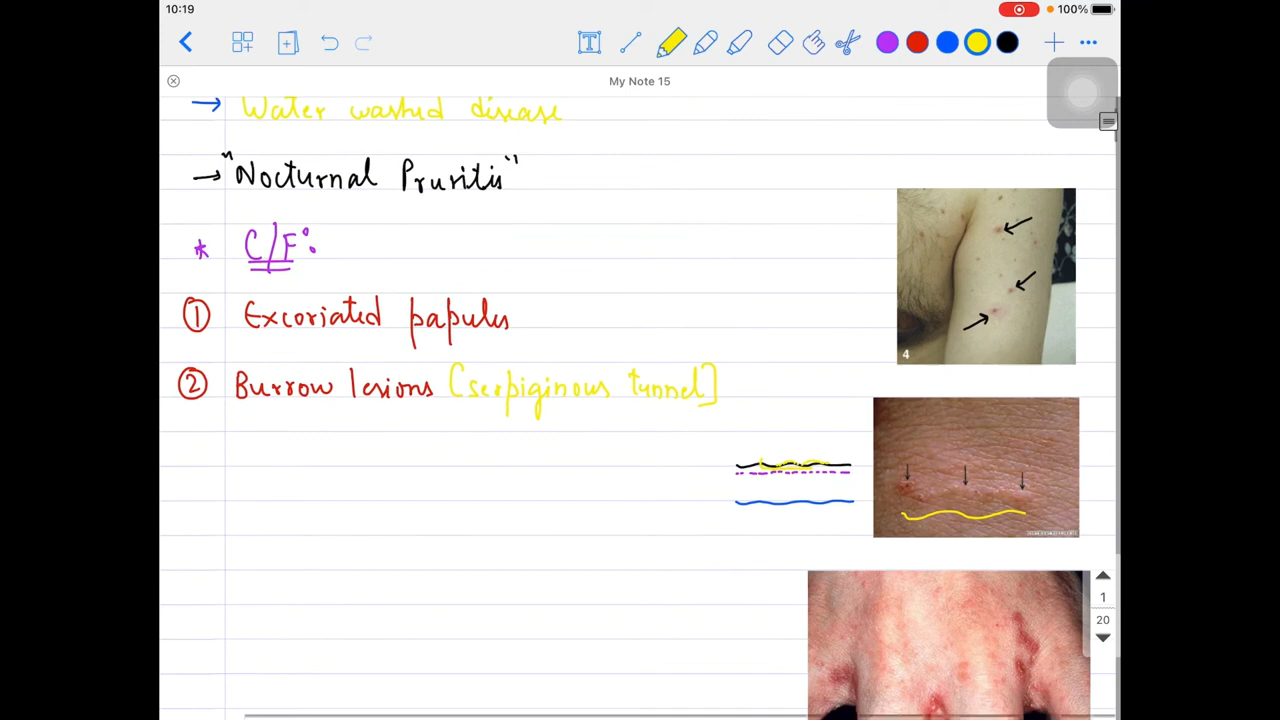 10:19
100%
My Note 15
→ Water washed disease
→ "Nocturnal Pruritis"
* C/F:
① Excoriated papules
② Burrow lesions [serpiginous tunnel]
4
1
20